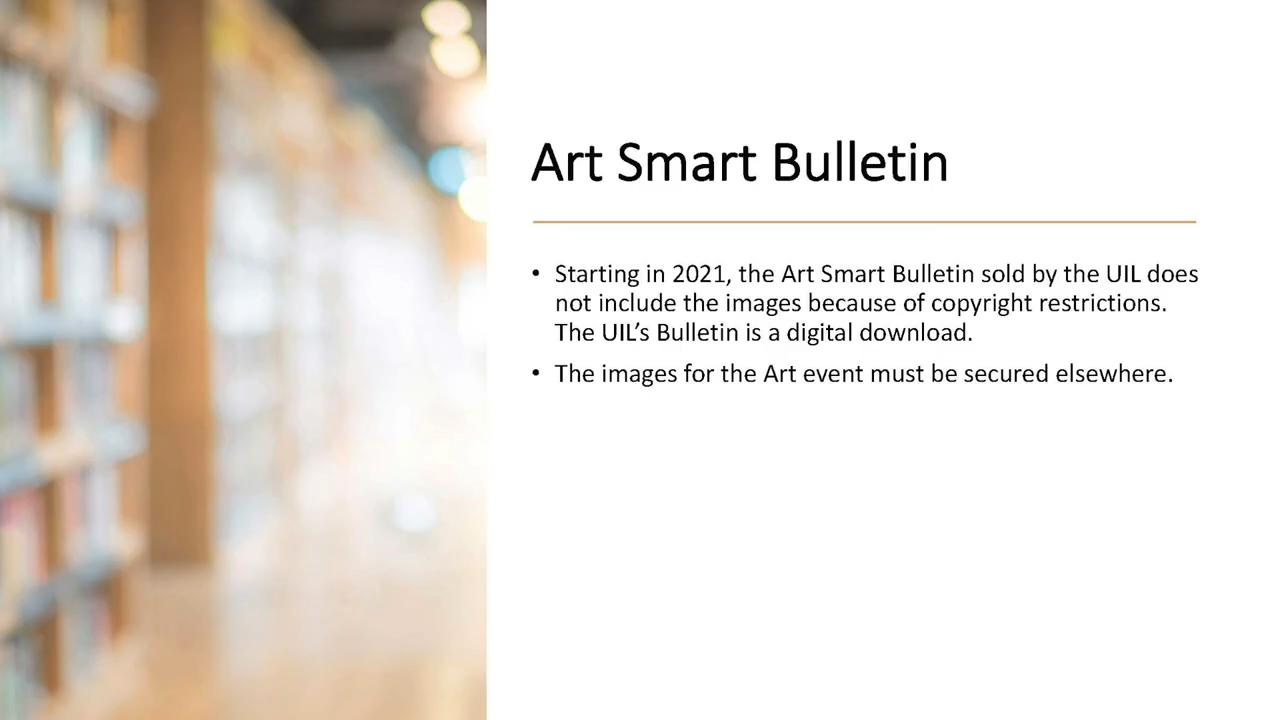 Art Smart Bulletin
• Starting in 2021, the Art Smart Bulletin sold by the UIL does
not include the images because of copyright restrictions.
The UIL’s Bulletin is a digital download.
• The images for the Art event must be secured elsewhere.